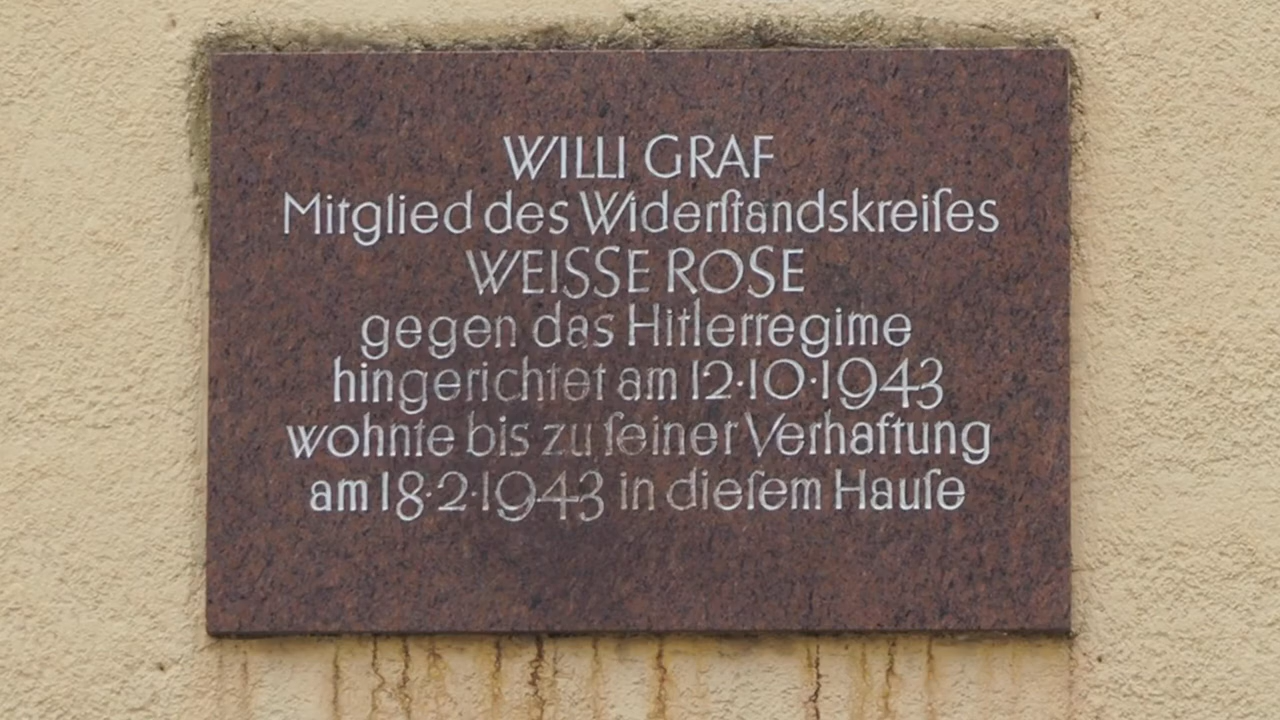 WILLI GRAF
Mitglied des Widerſtandskreiſes
WEISSE ROSE
gegen das Hitlerregime
hingerichtet am 12·10·1943
wohnte bis zu ſeiner Verhaftung
am 18·2·1943 in dieſem Hauſe